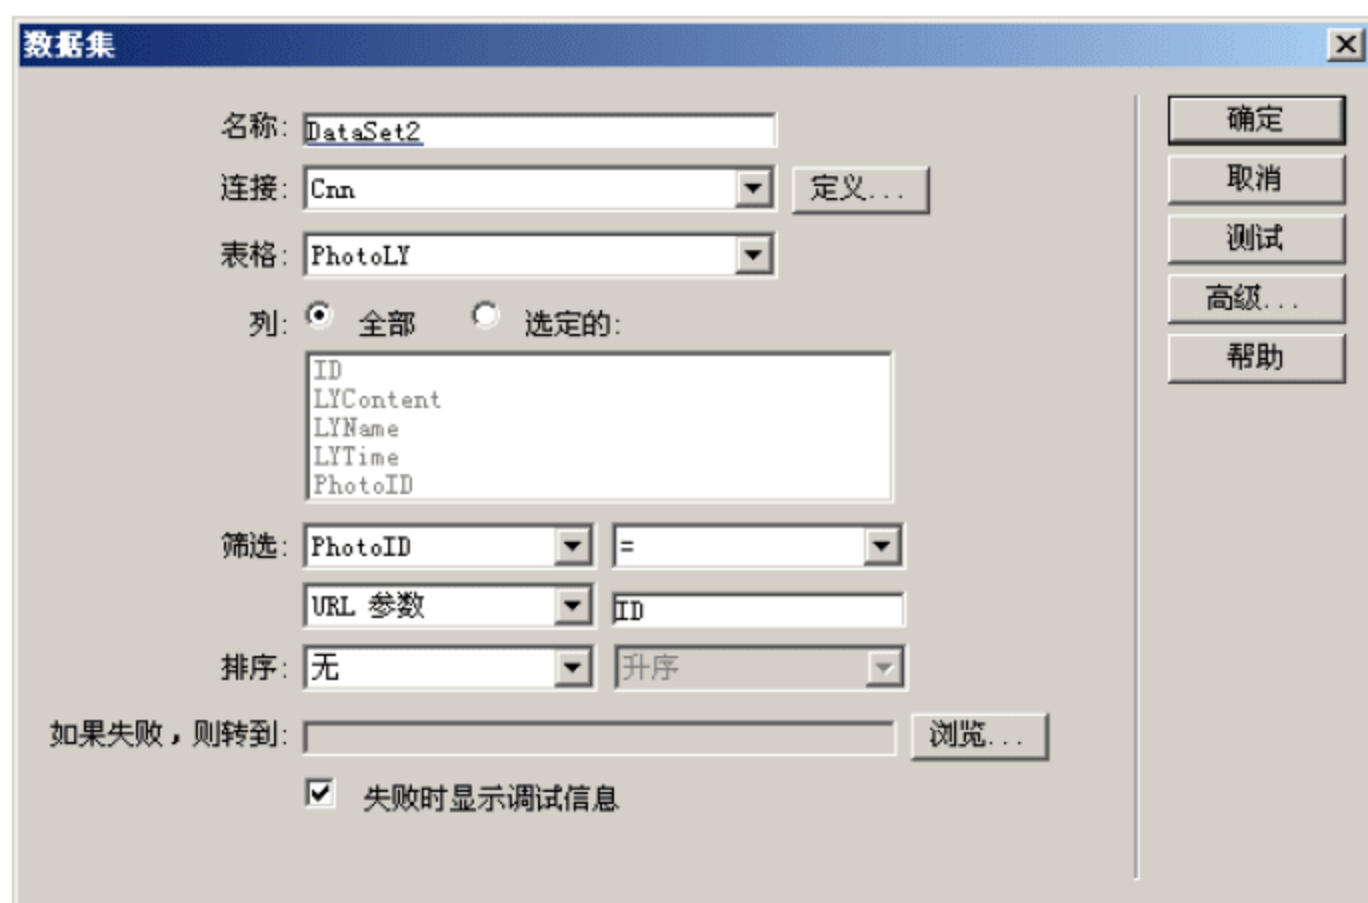 数据集
名称: DataSet2
确定
连接: Cnn 定义...
取消
表格: PhotoLY
测试
列: 全部 选定的:
高级...
ID
LYContent
LYName
LYTime
PhotoID
帮助
筛选: PhotoID =
URL 参数 ID
排序: 无 升序
如果失败，则转到: 浏览...
失败时显示调试信息